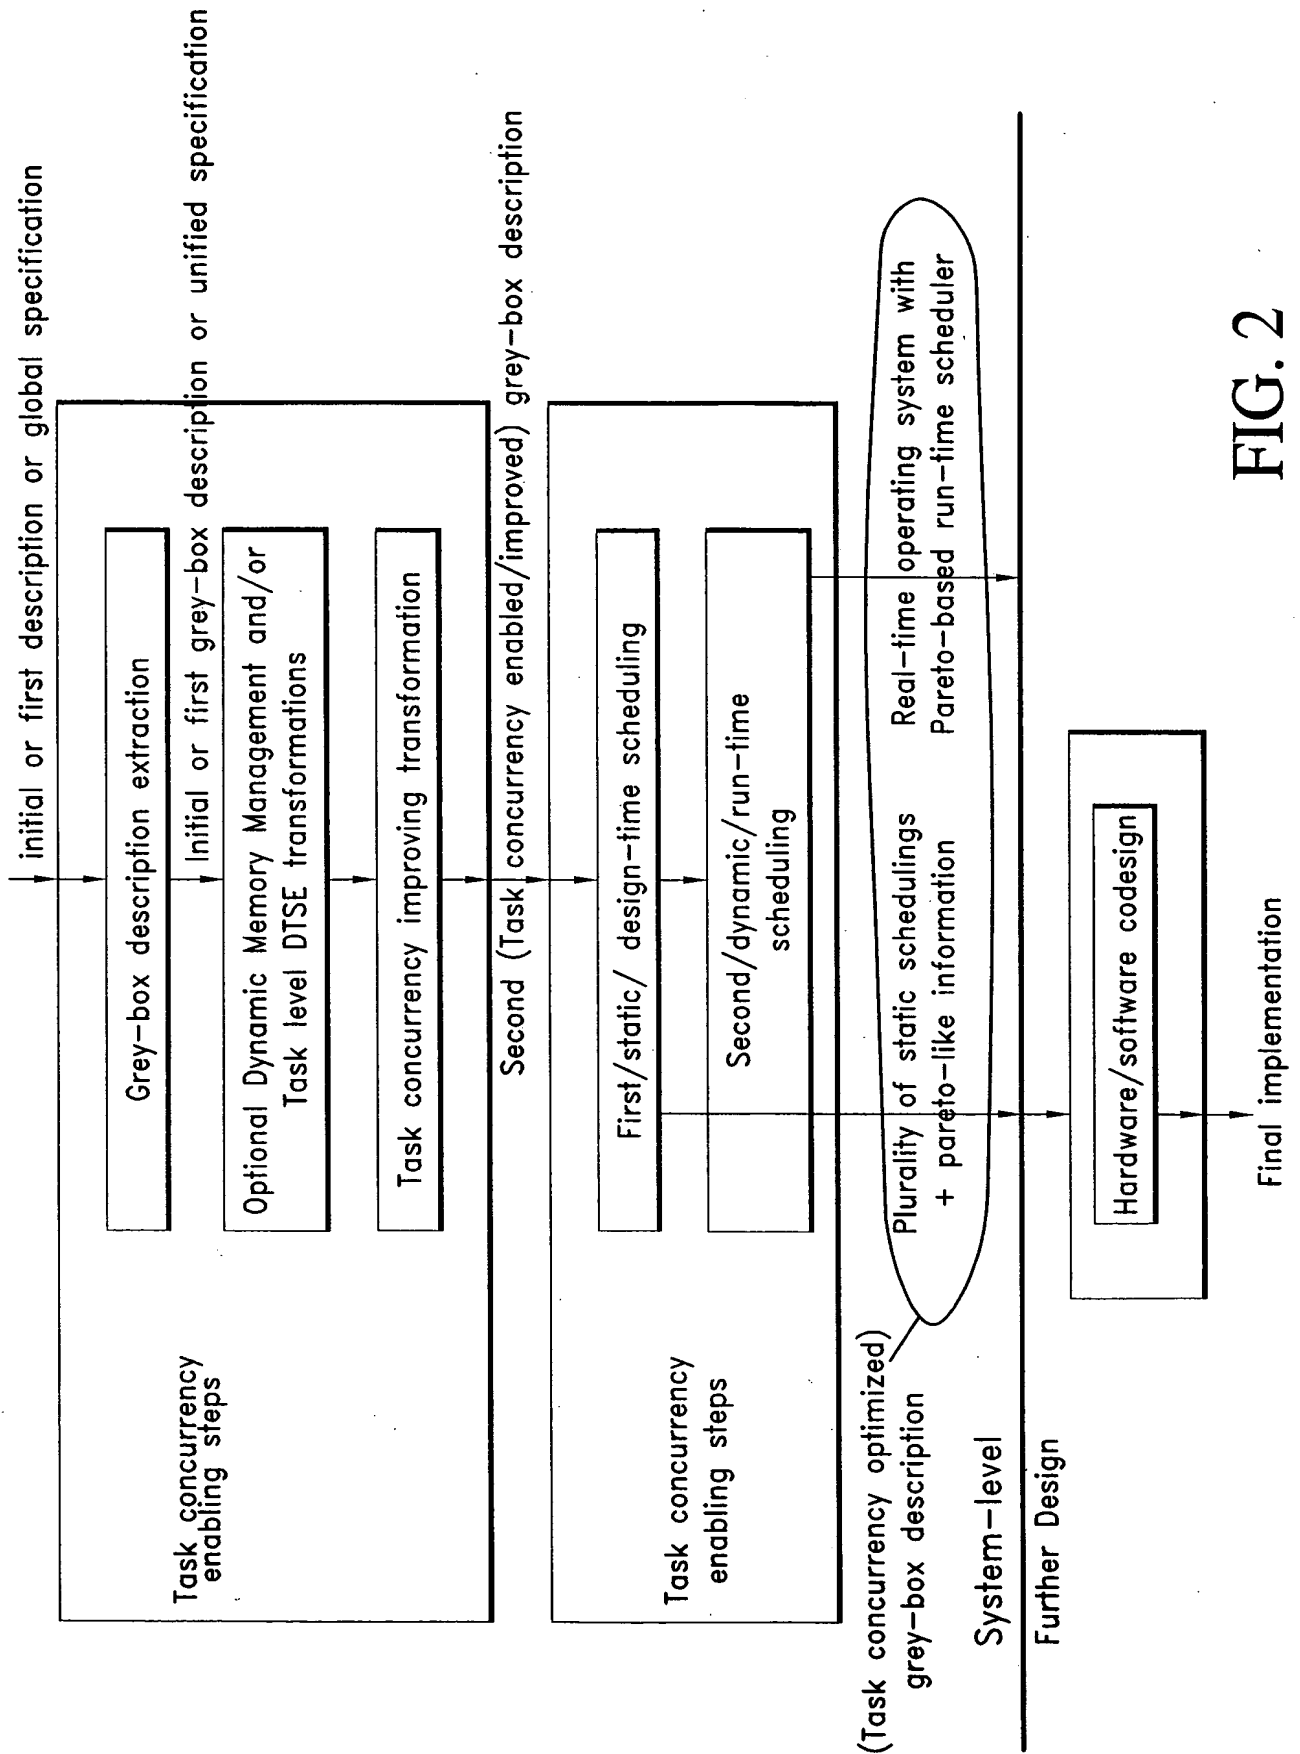 initial or first description or global specification
Grey-box description extraction
Initial or first grey-box description or unified specification
Optional Dynamic Memory Management and/or
Task level DTSE transformations
Task concurrency improving transformation
Task concurrency
enabling steps
Second (Task concurrency enabled/improved) grey-box description
First/static/ design-time scheduling
Second/dynamic/run-time
scheduling
Task concurrency
enabling steps
(Task concurrency optimized)
grey-box description
Plurality of static schedulings
+ pareto-like information
Real-time operating system with
Pareto-based run-time scheduler
System-level
Further Design
Hardware/software codesign
Final implementation
FIG. 2